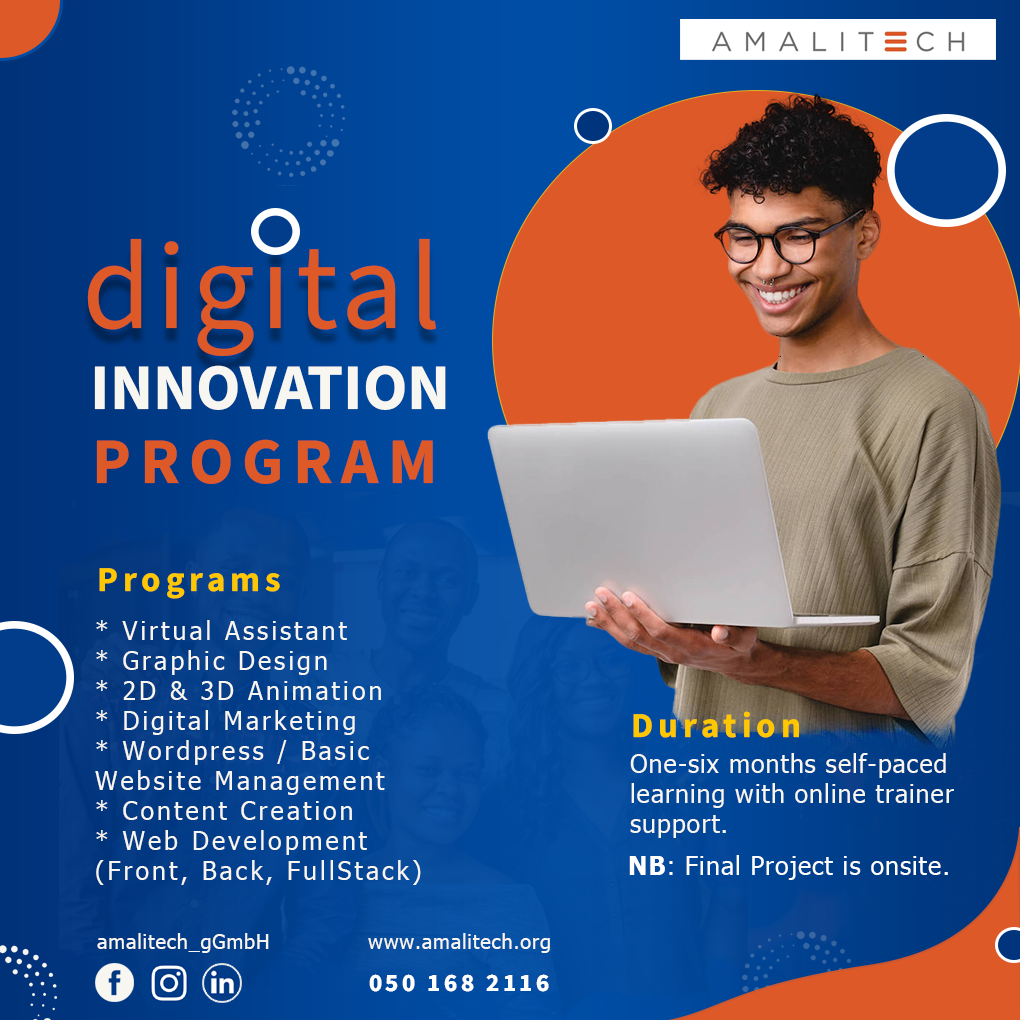 AMALITECH
digital
INNOVATION
PROGRAM
Programs
* Virtual Assistant
* Graphic Design
* 2D & 3D Animation
* Digital Marketing
* Wordpress / Basic
Website Management
* Content Creation
* Web Development
(Front, Back, FullStack)
Duration
One-six months self-paced
learning with online trainer
support.
NB: Final Project is onsite.
amalitech_gGmbH
www.amalitech.org
f
in
050 168 2116